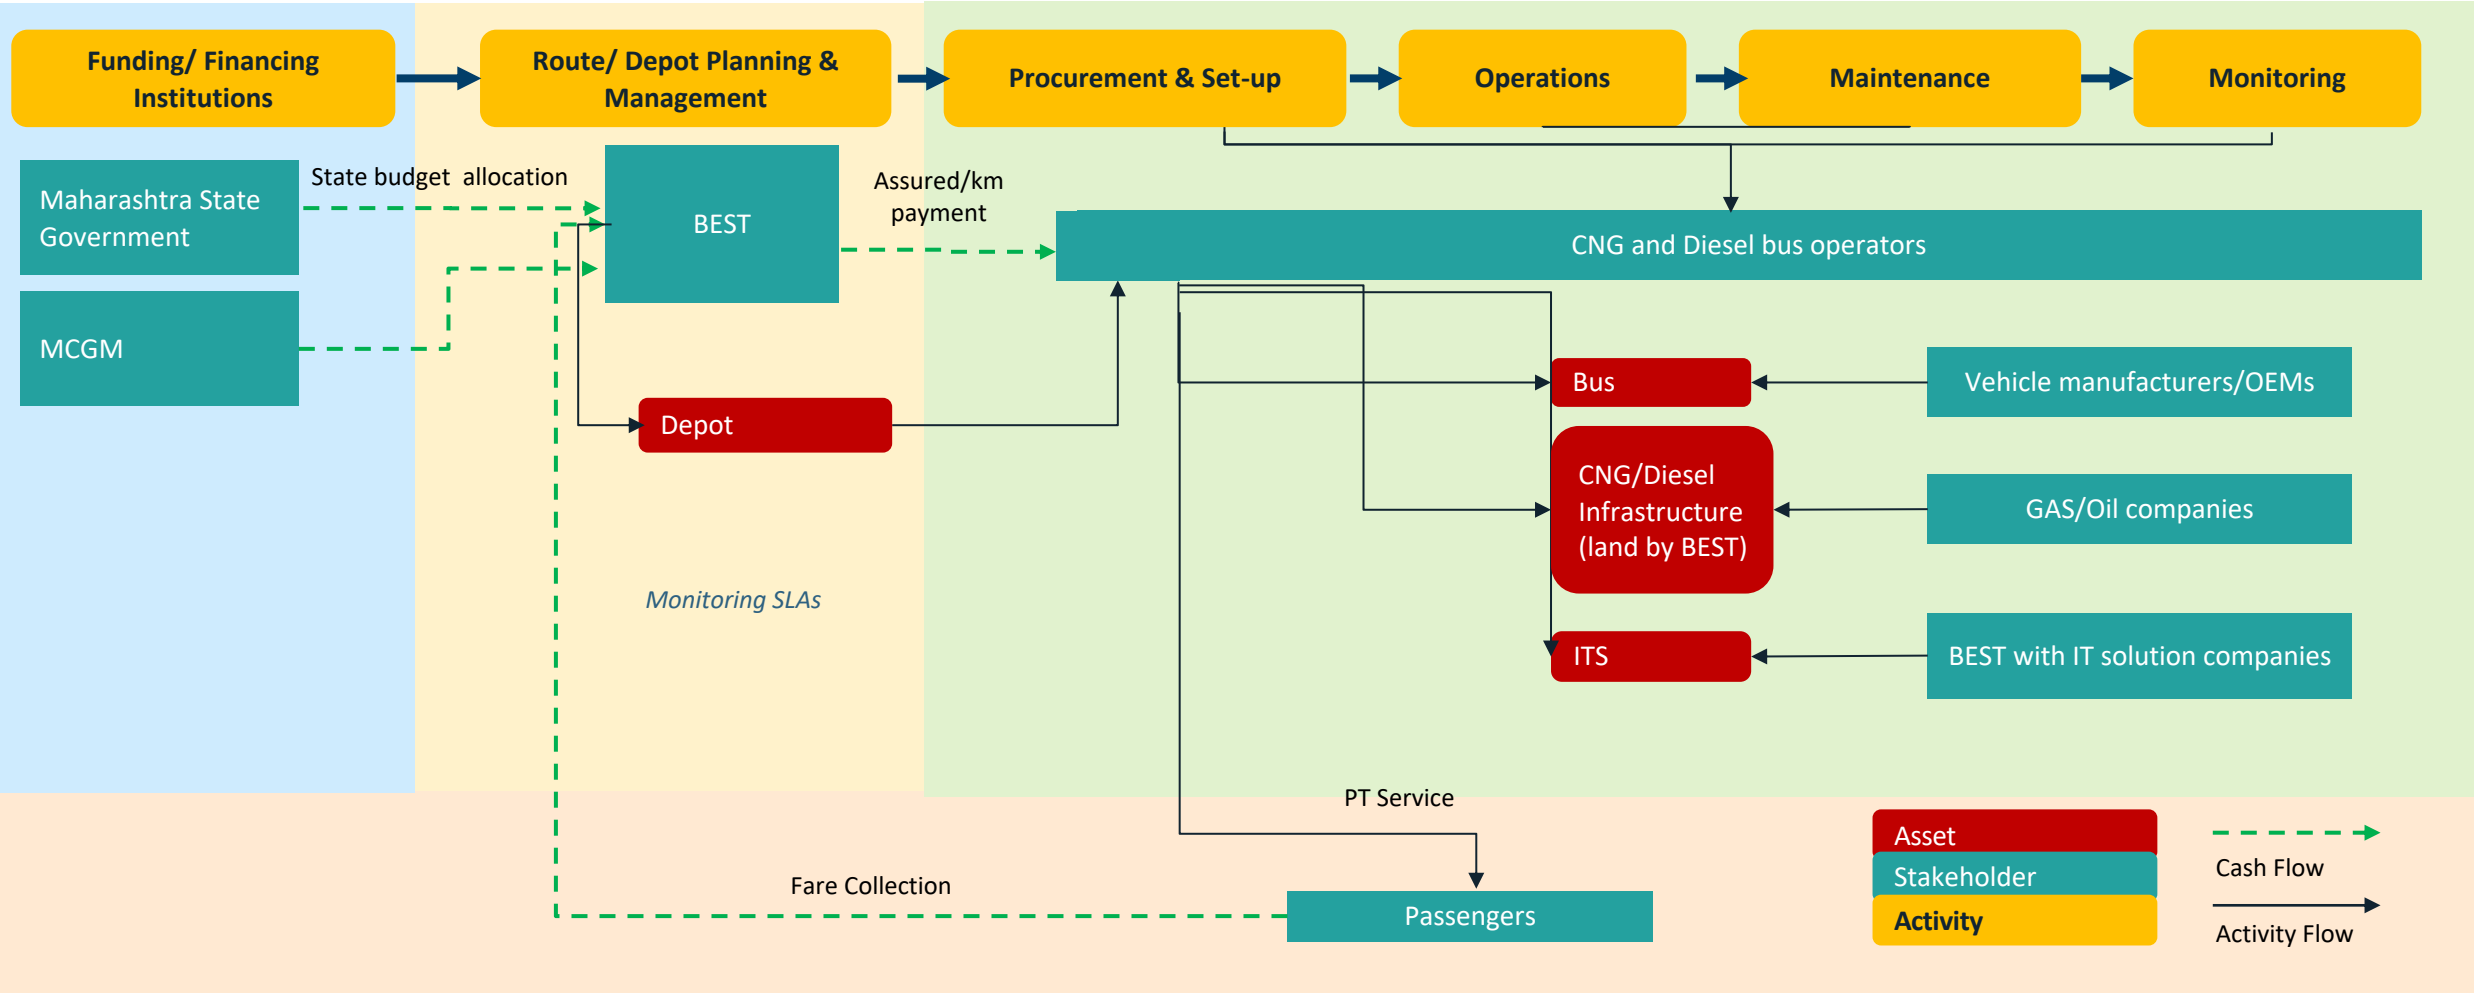 Funding/ Financing
Institutions
Route/ Depot Planning &
Management
Procurement & Set-up
Operations
Maintenance
Monitoring
Maharashtra State
Government
State budget  allocation
BEST
Assured/km
payment
CNG and Diesel bus operators
MCGM
Depot
Bus
Vehicle manufacturers/OEMs
CNG/Diesel
Infrastructure
(land by BEST)
GAS/Oil companies
Monitoring SLAs
ITS
BEST with IT solution companies
PT Service
Fare Collection
Passengers
Asset
Stakeholder
Activity
Cash Flow
Activity Flow